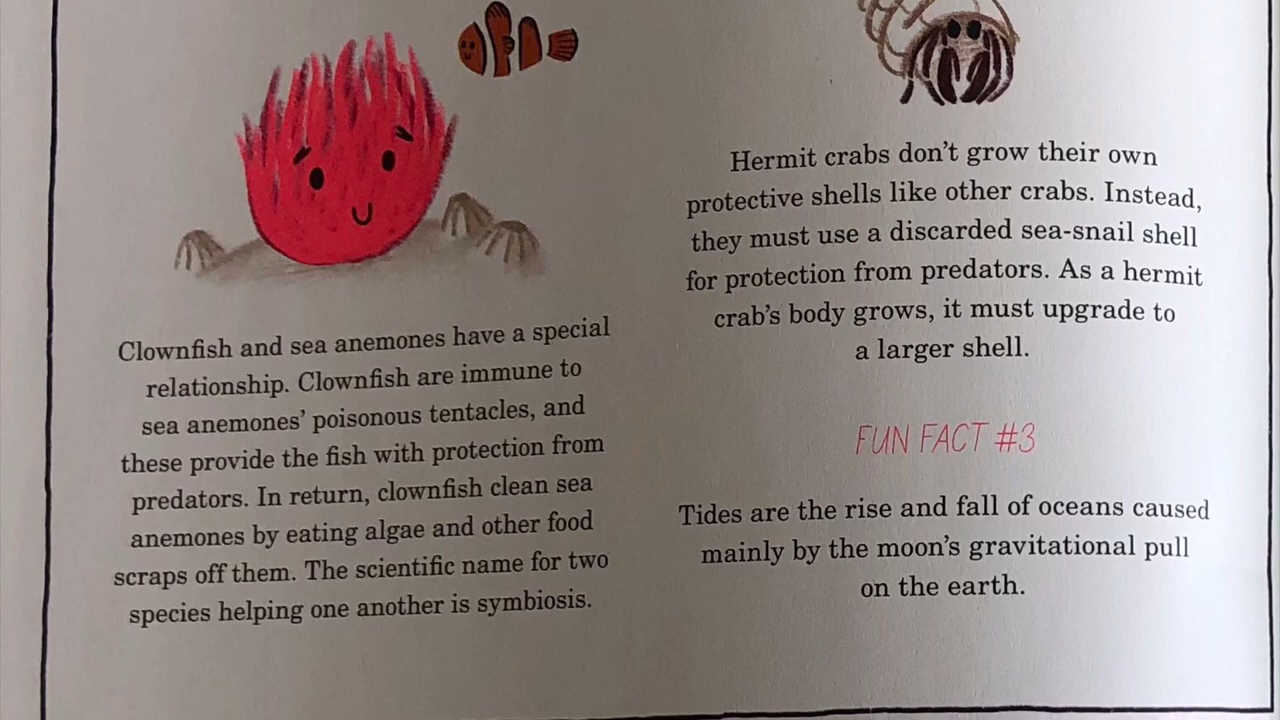 Clownfish and sea anemones have a special
relationship. Clownfish are immune to
sea anemones' poisonous tentacles, and
these provide the fish with protection from
predators. In return, clownfish clean sea
anemones by eating algae and other food
scraps off them. The scientific name for two
species helping one another is symbiosis.
Hermit crabs don't grow their own
protective shells like other crabs. Instead,
they must use a discarded sea-snail shell
for protection from predators. As a hermit
crab's body grows, it must upgrade to
a larger shell.
FUN FACT #3
Tides are the rise and fall of oceans caused
mainly by the moon's gravitational pull
on the earth.